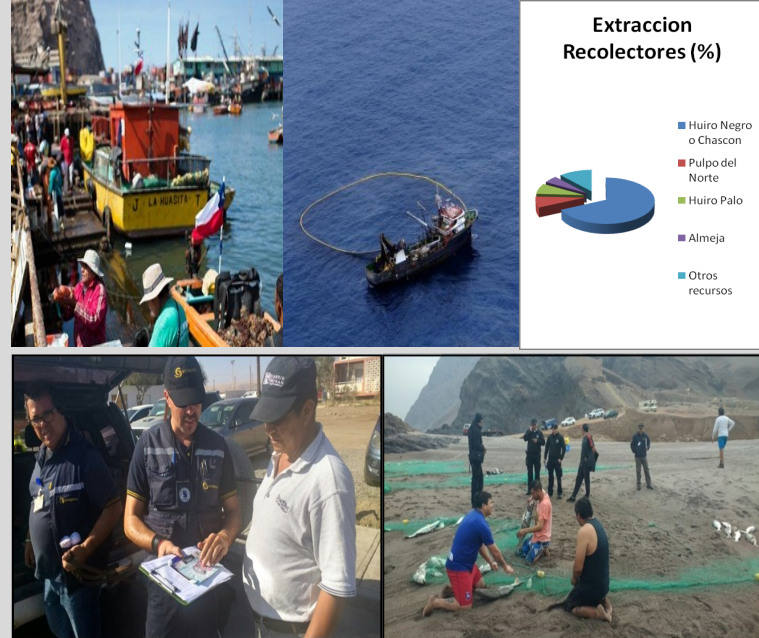 J LA HUASITA T
Extraccion
Recolectores (%)
Huiro Negro
o Chascon
Pulpo del
Norte
Huiro Palo
Almeja
Otros
recursos